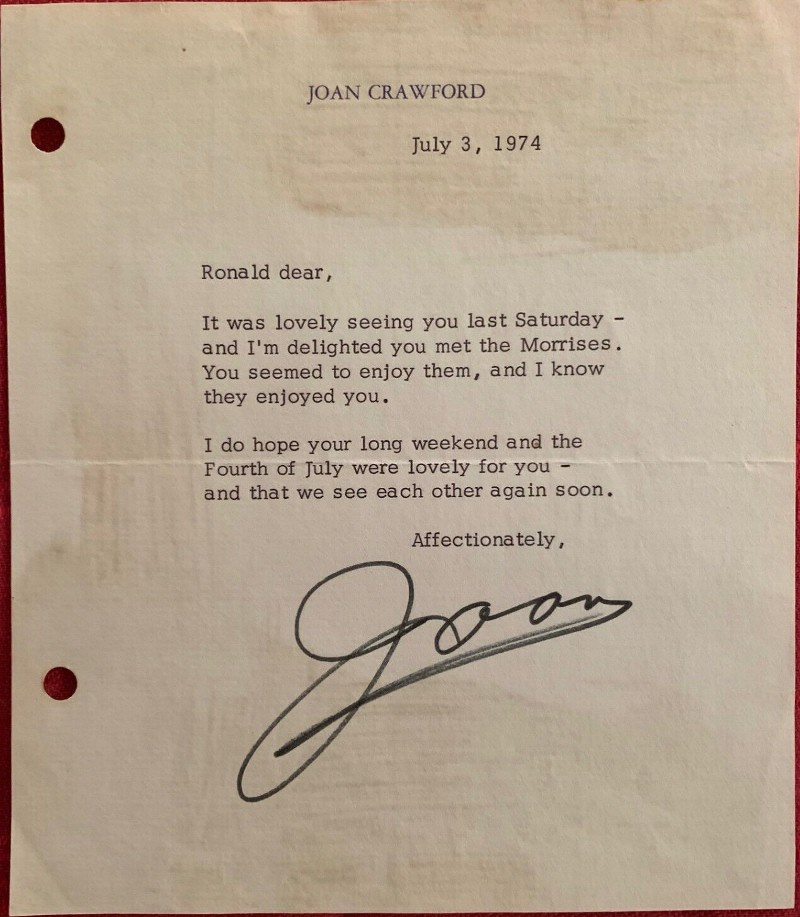 JOAN CRAWFORD
July 3, 1974
Ronald dear,
It was lovely seeing you last Saturday -
and I'm delighted you met the Morrises.
You seemed to enjoy them, and I know
they enjoyed you.
I do hope your long weekend and the
Fourth of July were lovely for you -
and that we see each other again soon.
Affectionately,
Joan